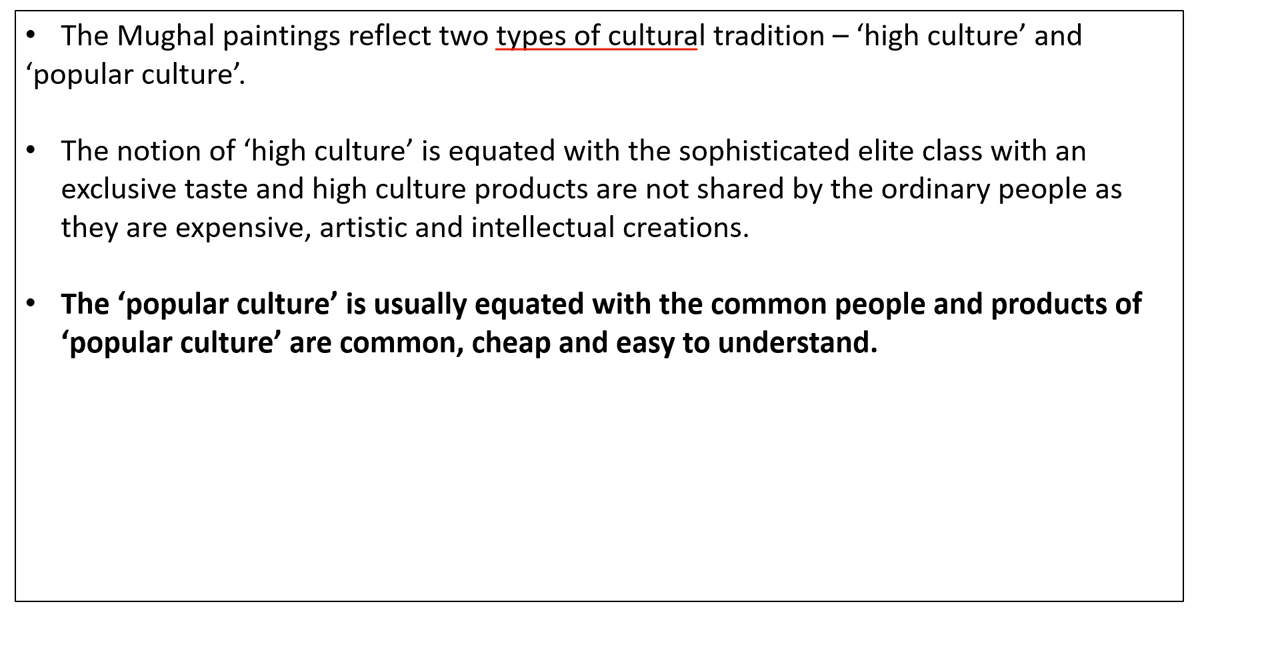 • The Mughal paintings reflect two types of cultural tradition – ‘high culture’ and
‘popular culture’.
• The notion of ‘high culture’ is equated with the sophisticated elite class with an
exclusive taste and high culture products are not shared by the ordinary people as
they are expensive, artistic and intellectual creations.
• The ‘popular culture’ is usually equated with the common people and products of
‘popular culture’ are common, cheap and easy to understand.